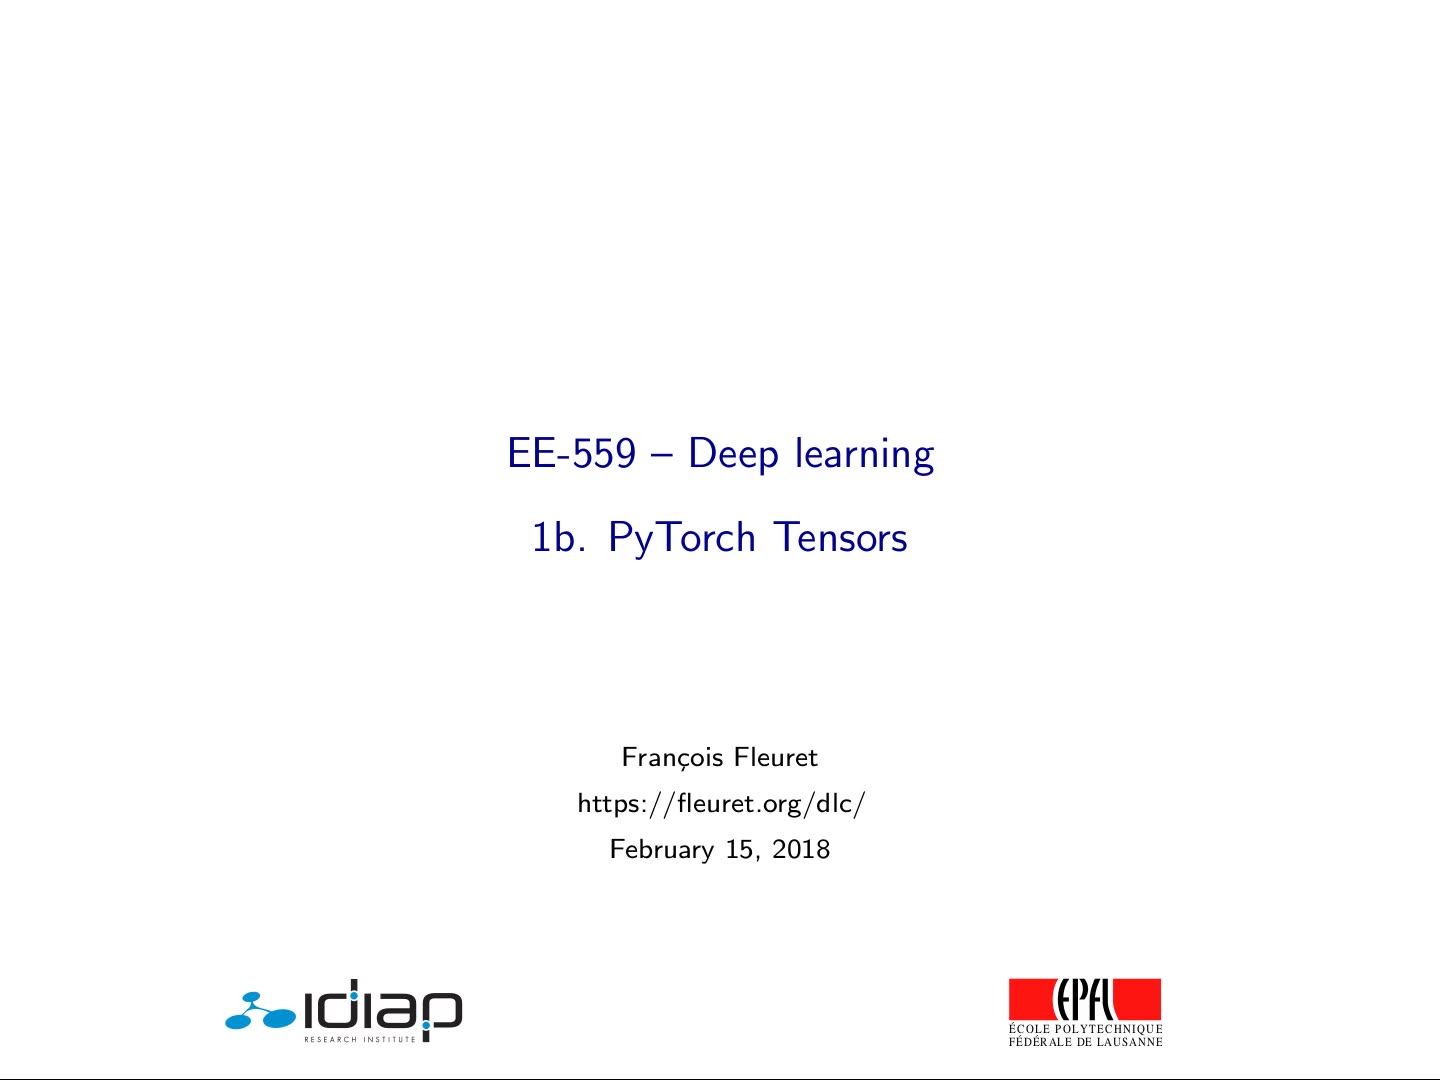 EE-559 – Deep learning
1b. PyTorch Tensors
François Fleuret
https://fleuret.org/dlc/
February 15, 2018
idiap
RESEARCH INSTITUTE
EPFL
ÉCOLE POLYTECHNIQUE
FÉDÉRALE DE LAUSANNE